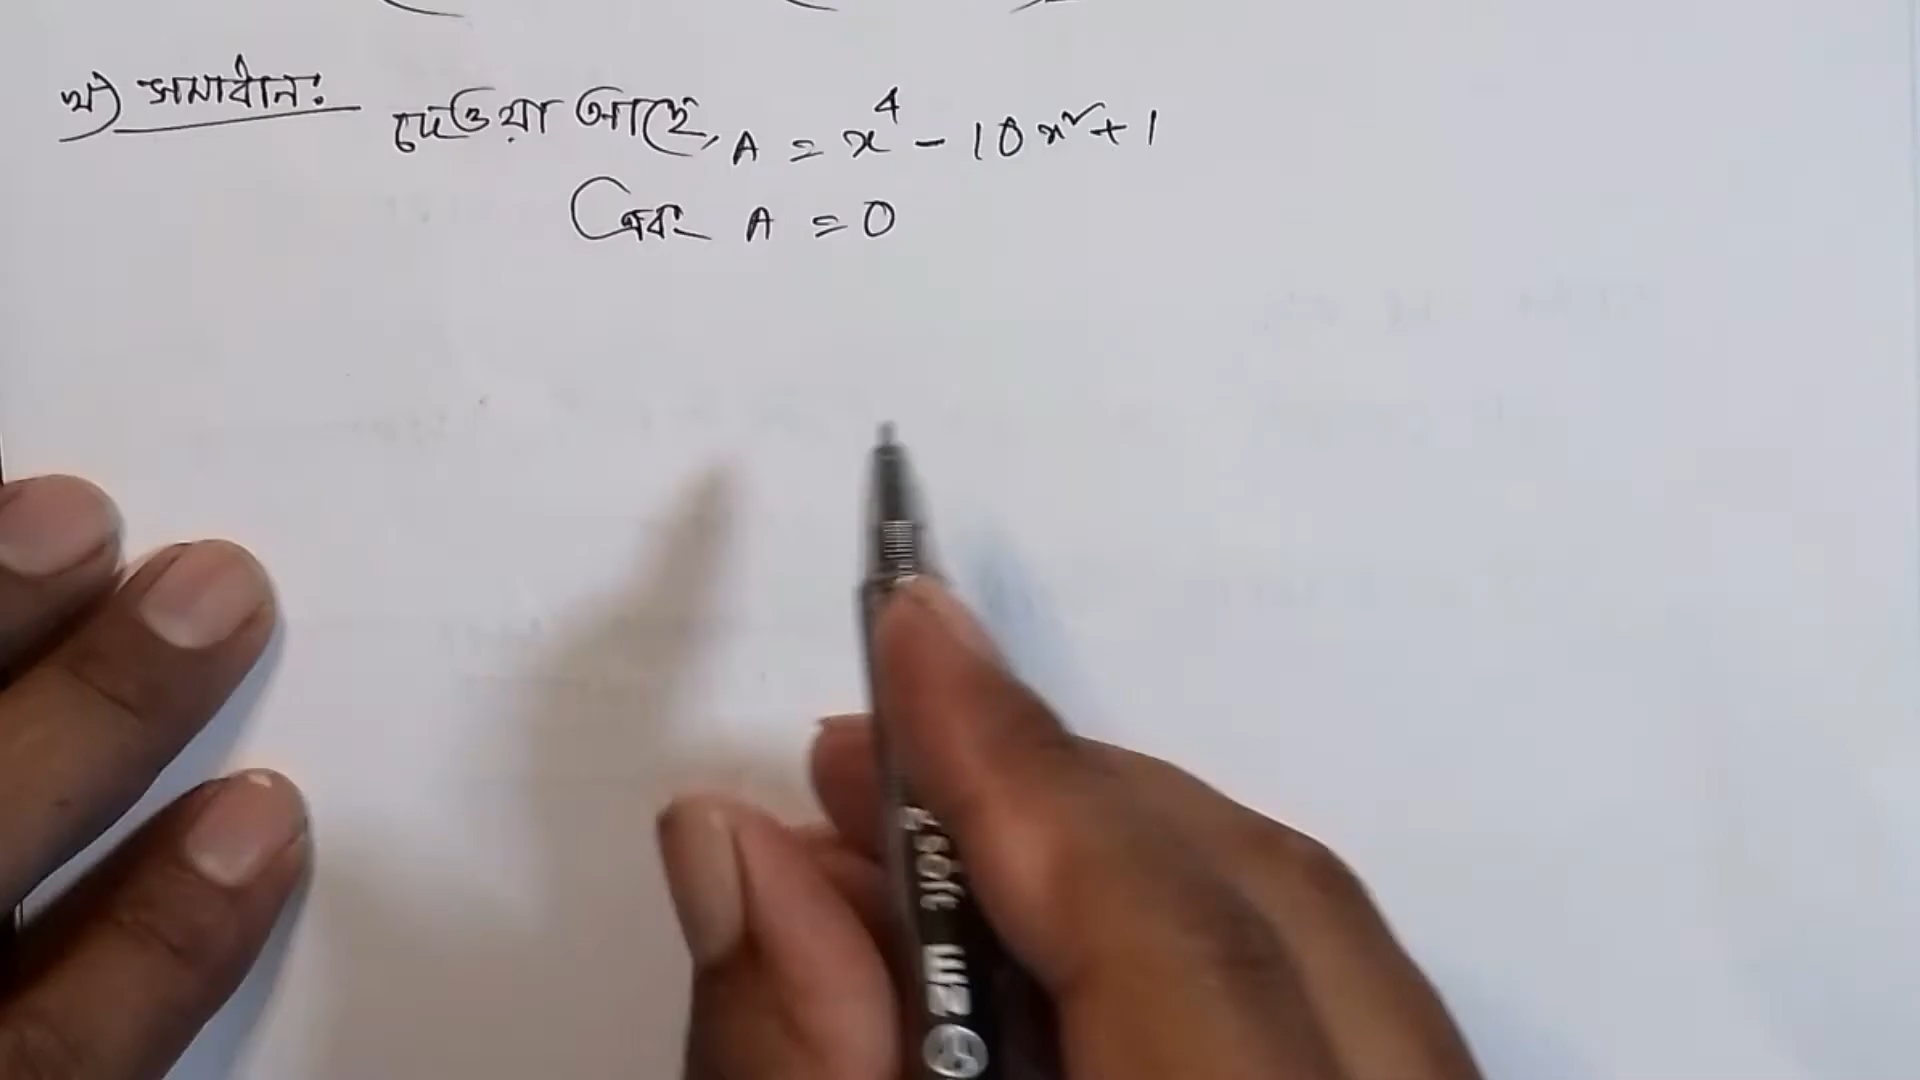 খ) সমাধান: দেওয়া আছে, A = x⁴ - 10x² + 1
এবং A = 0